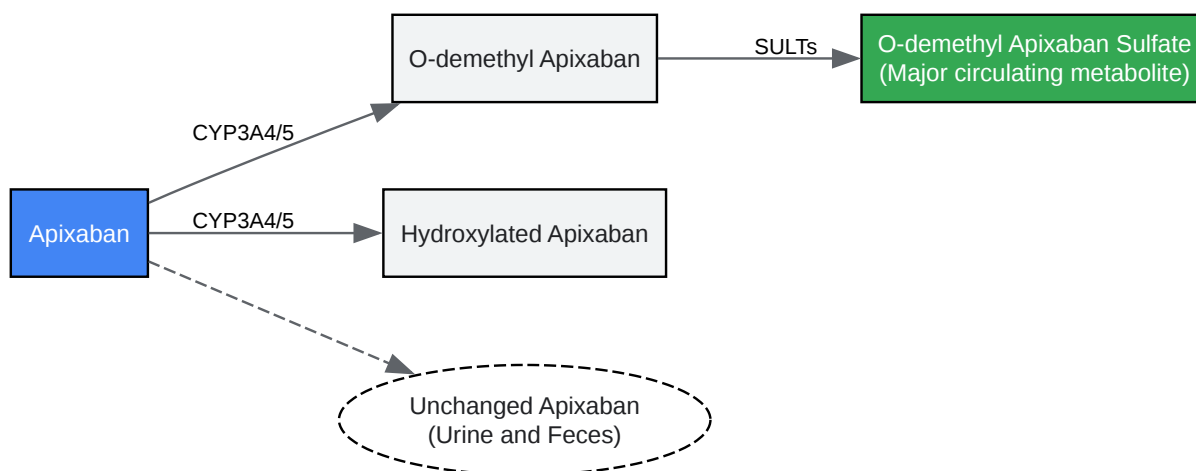 O-demethyl Apixaban
SULTs
O-demethyl Apixaban Sulfate
(Major circulating metabolite)
CYP3A4/5
Apixaban
CYP3A4/5
Hydroxylated Apixaban
Unchanged Apixaban
(Urine and Feces)